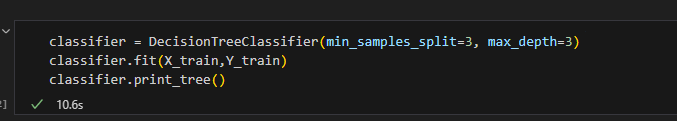 classifier = DecisionTreeClassifier(min_samples_split=3, max_depth=3)
classifier.fit(X_train,Y_train)
classifier.print_tree()
10.6s